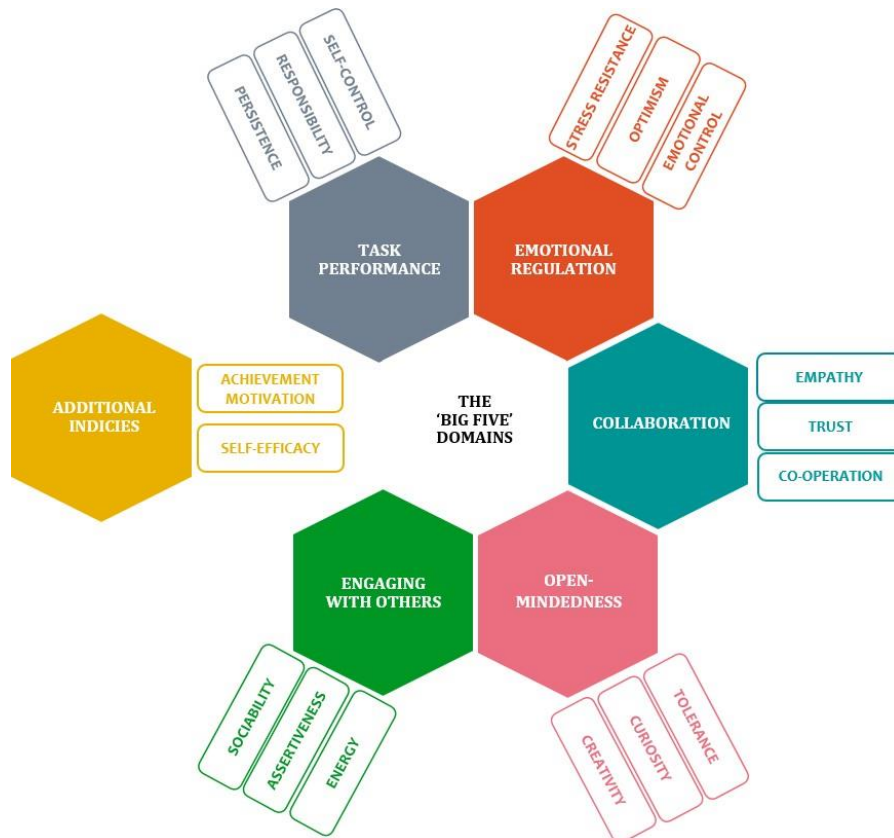 SELF-CONTROL
RESPONSIBILITY
PERSISTENCE
STRESS RESISTANCE
OPTIMISM
EMOTIONAL
CONTROL
TASK
PERFORMANCE
EMOTIONAL
REGULATION
ADDITIONAL
INDICIES
ACHIEVEMENT
MOTIVATION
SELF-EFFICACY
THE
‘BIG FIVE’
DOMAINS
COLLABORATION
EMPATHY
TRUST
CO-OPERATION
ENGAGING
WITH OTHERS
OPEN-
MINDEDNESS
SOCIABILITY
ASSERTIVENESS
ENERGY
CREATIVITY
CURIOSITY
TOLERANCE